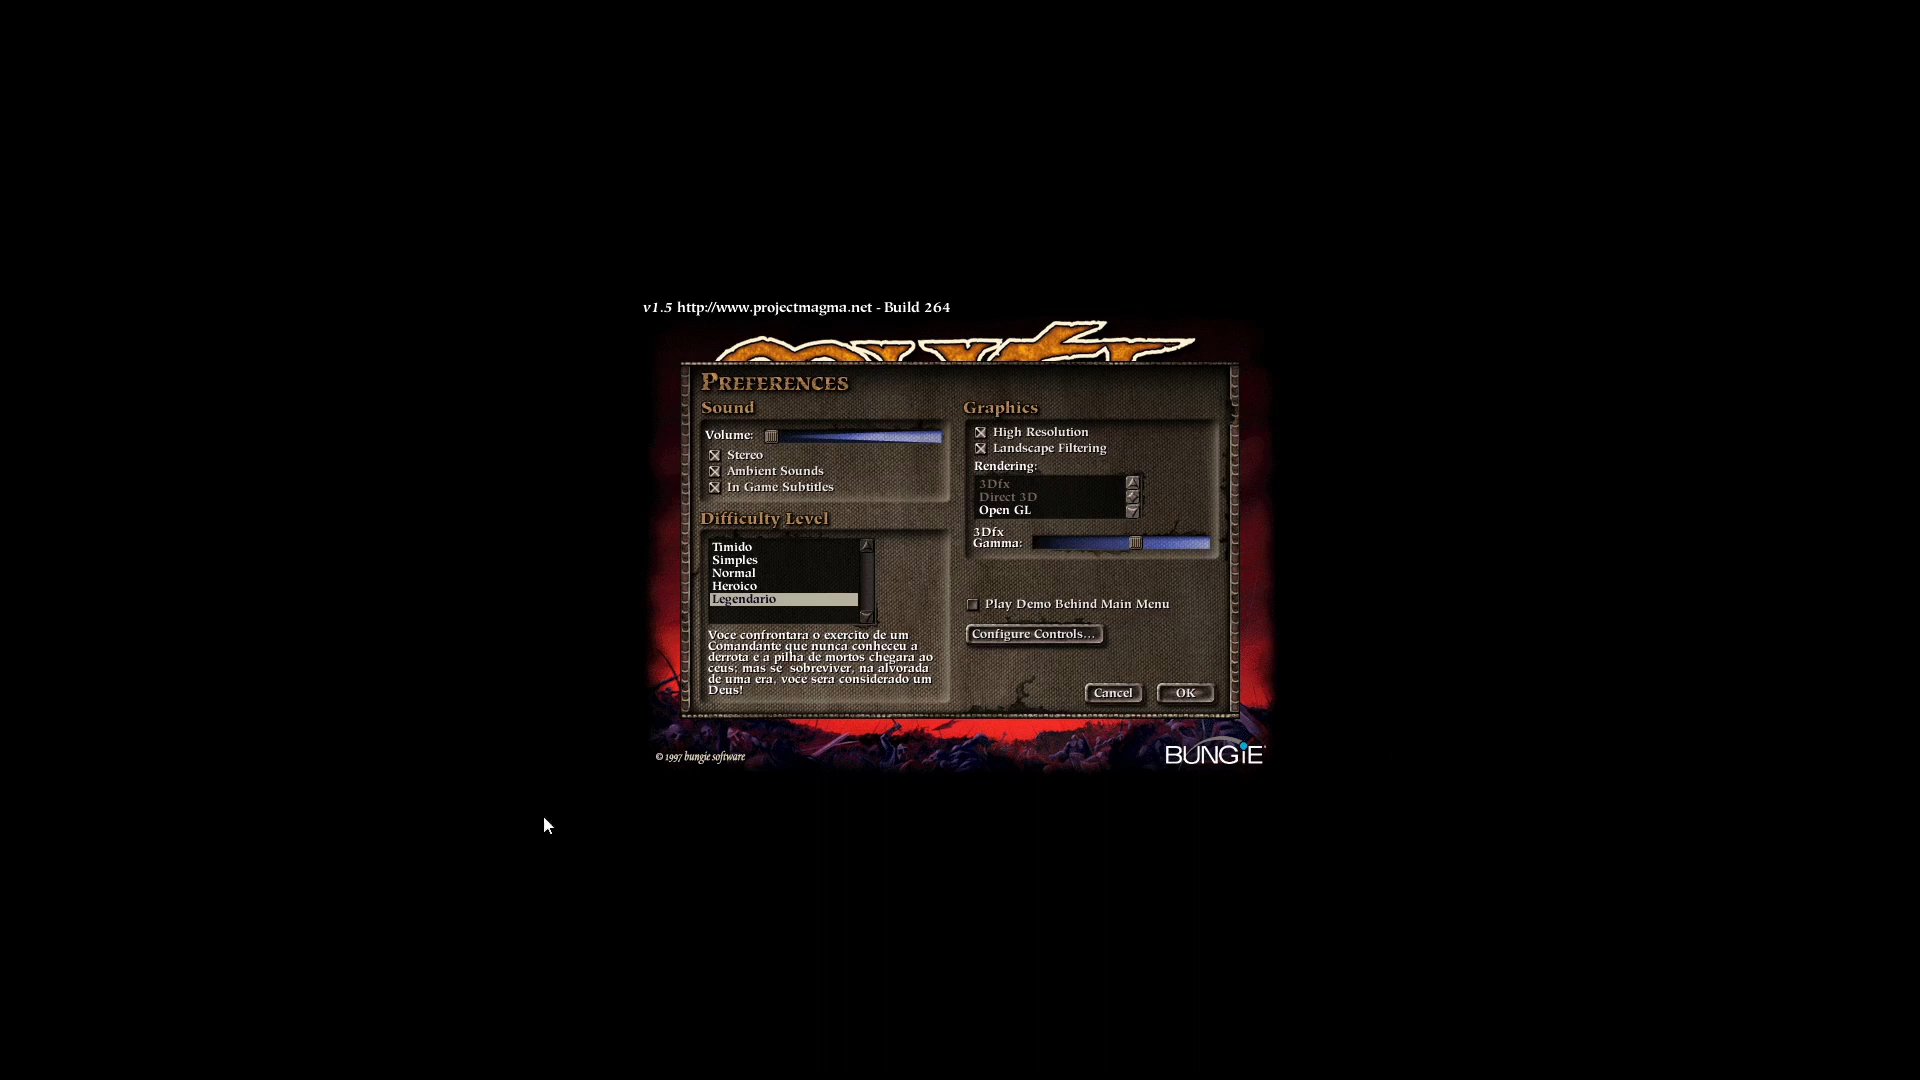 v1.5 http://www.projectmagma.net - Build 264
Preferences
Sound
Volume:
Stereo
Ambient Sounds
In Game Subtitles
Difficulty Level
Timido
Simples
Normal
Heroico
Legendario
Voce confrontara o exercito de um
Comandante que nunca conheceu a
derrota e a pilha de mortos chegara ao
ceus; mas se sobreviver, na alvorada
de uma era, voce sera considerado um
Deus!
Graphics
High Resolution
Landscape Filtering
Rendering:
3Dfx
Direct 3D
Open GL
3Dfx
Gamma:
Play Demo Behind Main Menu
Configure Controls...
Cancel
OK
© 1997 bungie software
BUNGiE